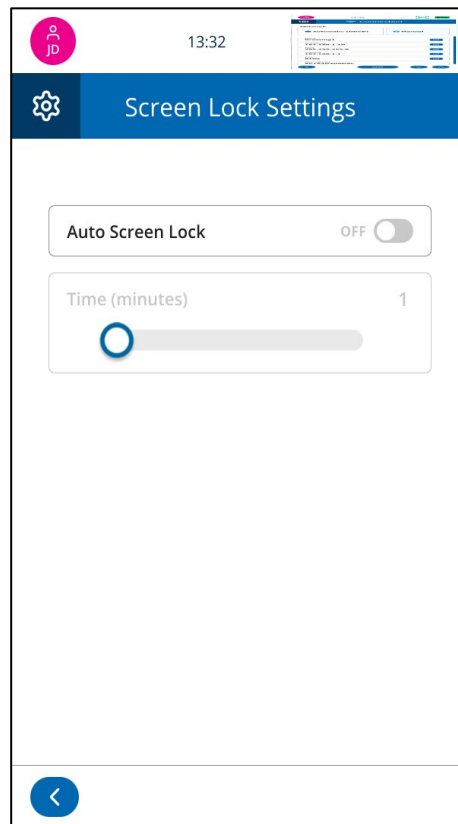 JD
13:32
Screen Lock Settings
Auto Screen Lock
OFF
Time (minutes)
1